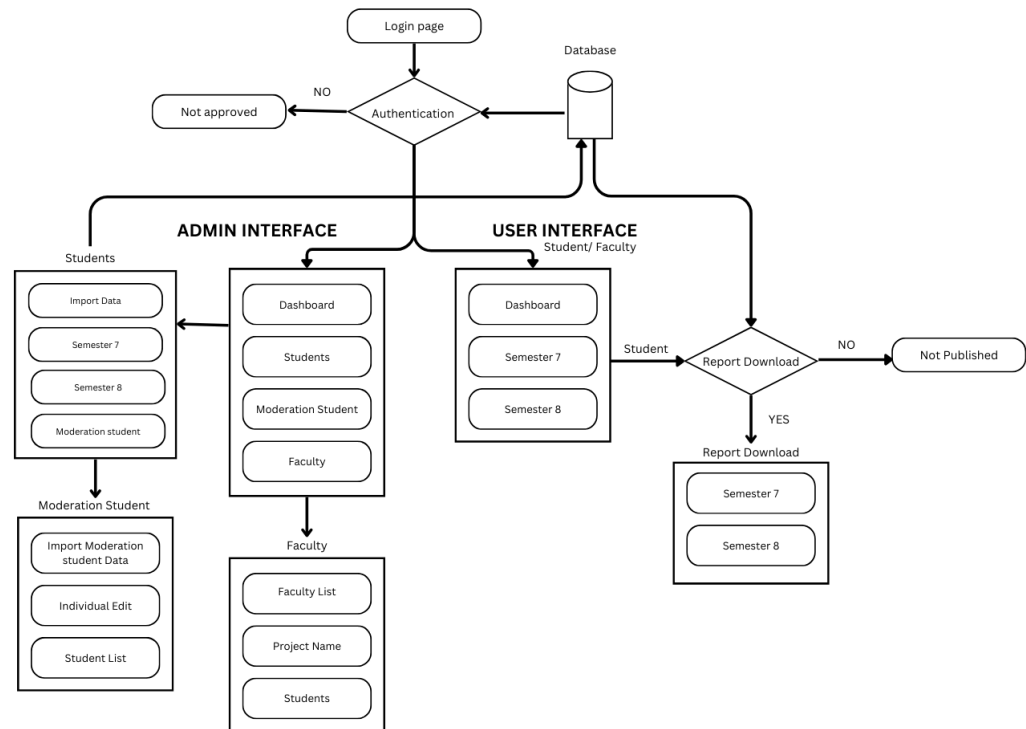 Login page
Database
NO
Not approved
Authentication
ADMIN INTERFACE
USER INTERFACE
Student/ Faculty
Students
Import Data
Semester 7
Semester 8
Moderation student
Dashboard
Students
Moderation Student
Faculty
Dashboard
Semester 7
Semester 8
Student
Report Download
NO
Not Published
YES
Report Download
Semester 7
Semester 8
Moderation Student
Import Moderation
student Data
Individual Edit
Student List
Faculty
Faculty List
Project Name
Students